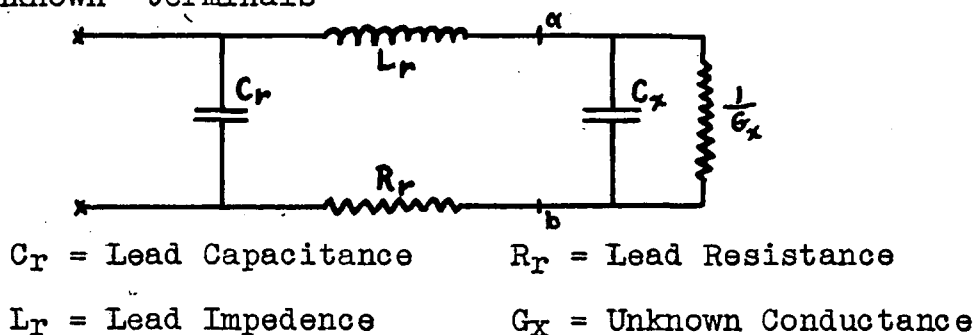 Terminals
a
Lr
Cr
Cx
1/Gx
Rr
b
Cr = Lead Capacitance Rr = Lead Resistance
Lr = Lead Impedence Gx = Unknown Conductance